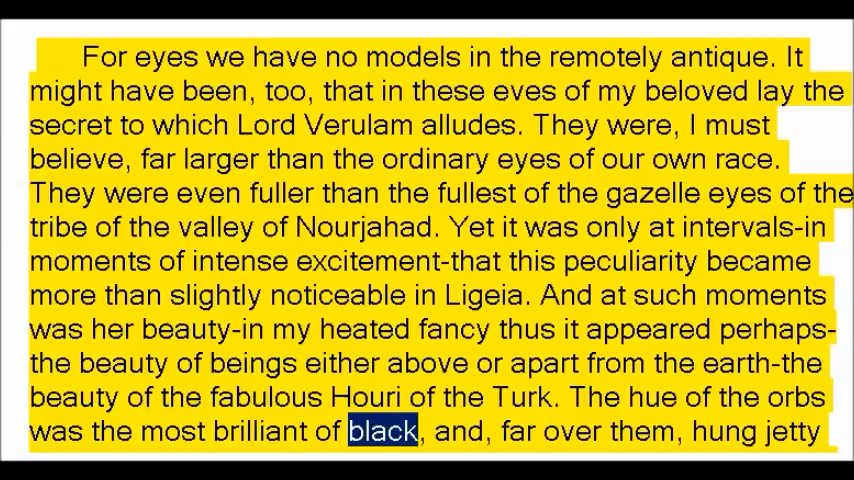 For eyes we have no models in the remotely antique. It
might have been, too, that in these eves of my beloved lay the
secret to which Lord Verulam alludes. They were, I must
believe, far larger than the ordinary eyes of our own race.
They were even fuller than the fullest of the gazelle eyes of the
tribe of the valley of Nourjahad. Yet it was only at intervals-in
moments of intense excitement-that this peculiarity became
more than slightly noticeable in Ligeia. And at such moments
was her beauty-in my heated fancy thus it appeared perhaps-
the beauty of beings either above or apart from the earth-the
beauty of the fabulous Houri of the Turk. The hue of the orbs
was the most brilliant of black, and, far over them, hung jetty